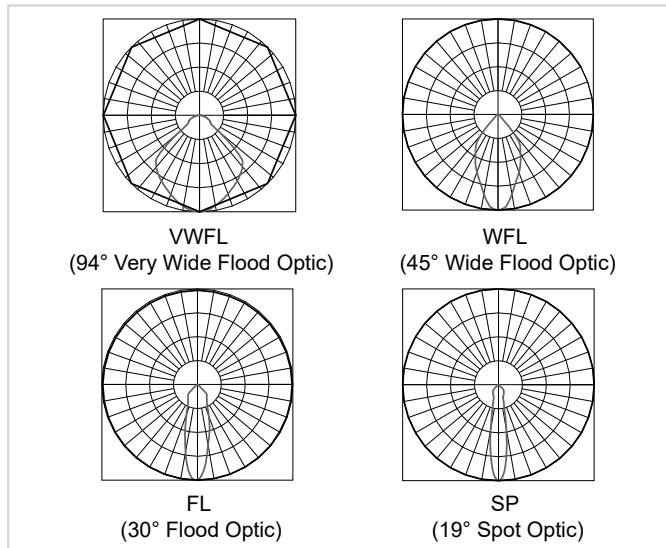 VWFL
(94° Very Wide Flood Optic)
WFL
(45° Wide Flood Optic)
FL
(30° Flood Optic)
SP
(19° Spot Optic)